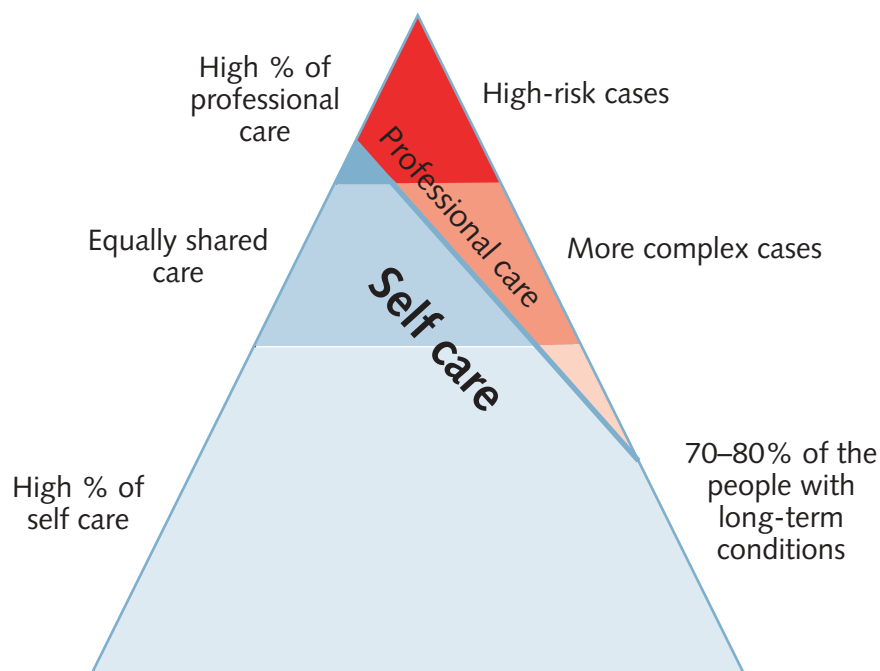 High % of
professional
care
High-risk cases
Professional care
Equally shared
care
More complex cases
Self care
High % of
self care
70–80% of the
people with
long-term
conditions